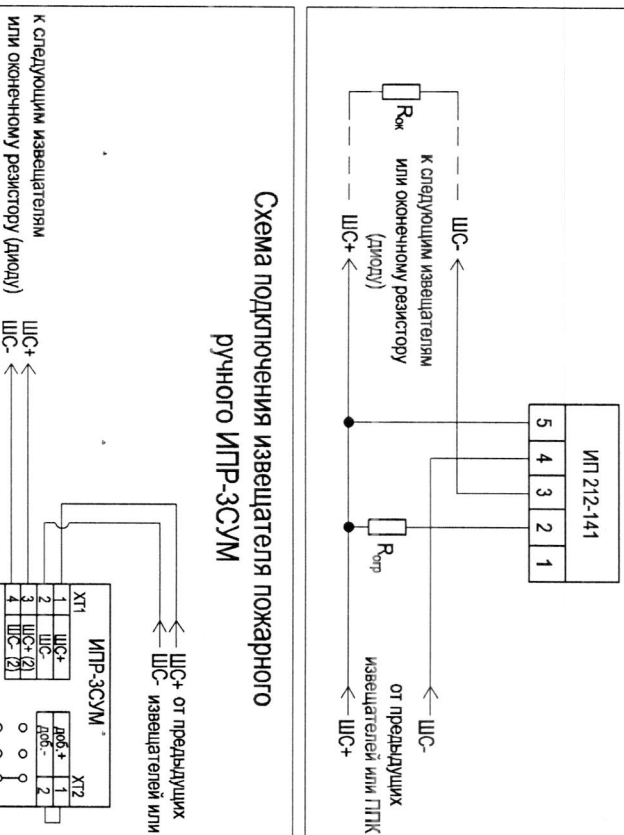 ИП 212-141
5 4 3 2 1
ШС-
ШС+
Rок
к следующим извещателям
или оконечному резистору
(диоду)
Rогр
ШС-
от предыдущих
извещателей или ППК
ШС+
Схема подключения извещателя пожарного
ручного ИПР-3СУМ
ИПР-3СУМ
XT1
1 ШС+
2 ШС-
3 ШС+ (2)
4 ШС- (2)
XT2
доб.+ 1
доб.- 2
ШС+ от предыдущих
ШС- извещателей или
к следующим извещателям
или оконечному резистору (диоду)
ШС+
ШС-